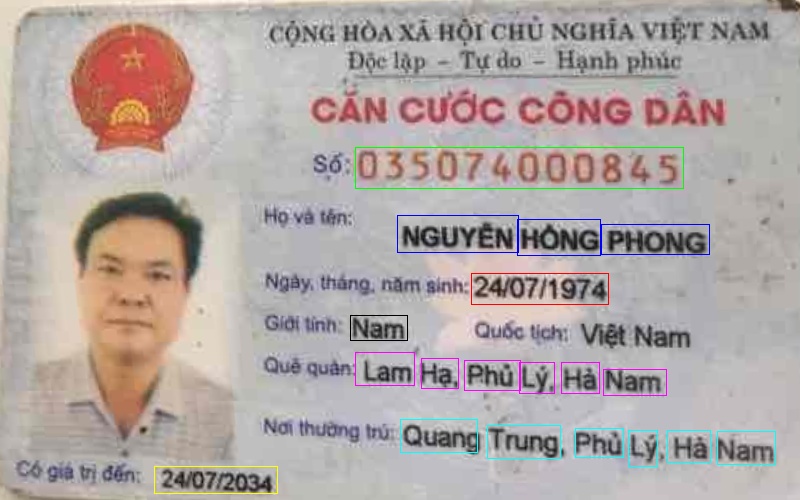 CỘNG HÒA XÃ HỘI CHỦ NGHĨA VIỆT NAM
Độc lập - Tự do - Hạnh phúc
CĂN CƯỚC CÔNG DÂN
Số: 035074000845
Họ và tên: NGUYỄN HỒNG PHONG
Ngày, tháng, năm sinh: 24/07/1974
Giới tính: Nam Quốc tịch: Việt Nam
Quê quán: Lam Hạ, Phủ Lý, Hà Nam
Nơi thường trú: Quang Trung, Phủ Lý, Hà Nam
Có giá trị đến: 24/07/2034